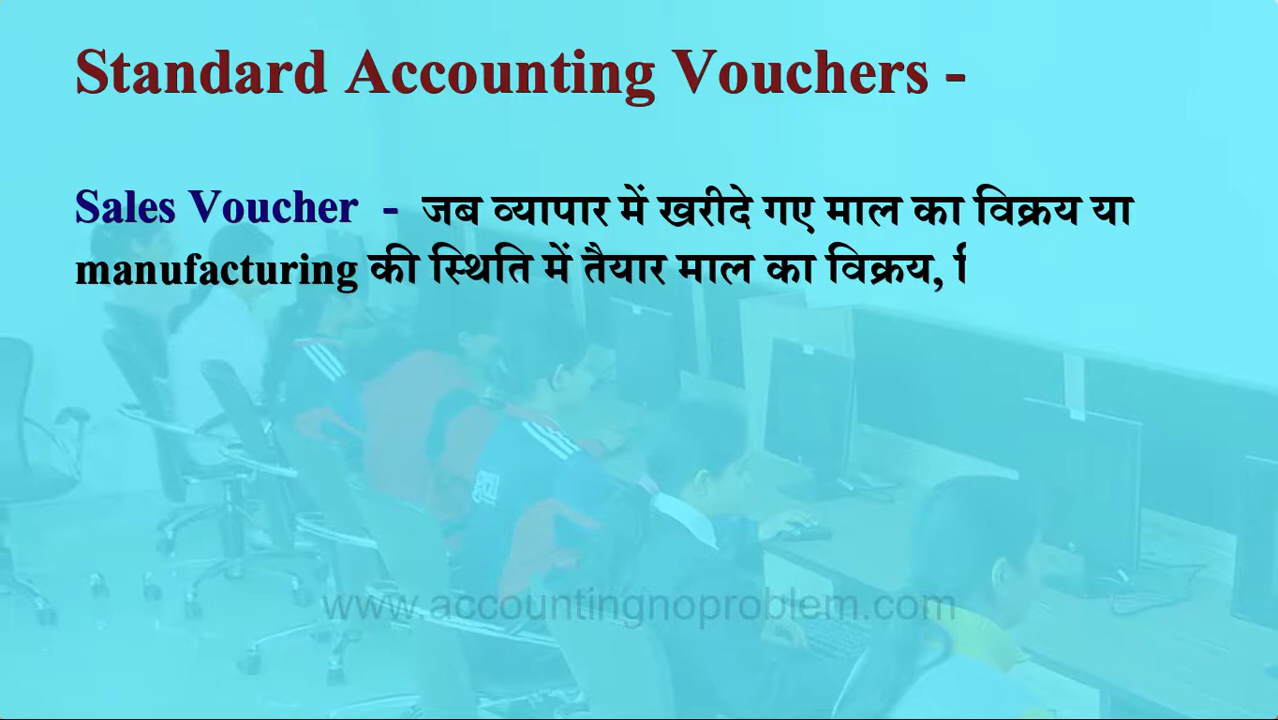 Standard Accounting Vouchers -
Sales Voucher - जब व्यापार में खरीदे गए माल का विक्रय या
manufacturing की स्थिति में तैयार माल का विक्रय,
www.accountingnoproblem.com